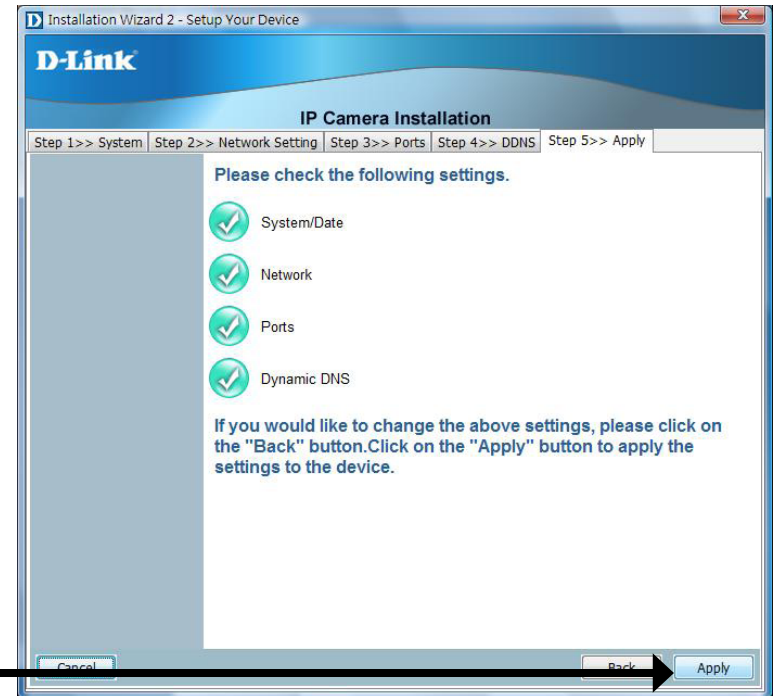 Installation Wizard 2 - Setup Your Device
D-Link
IP Camera Installation
Step 1>> System Step 2>> Network Setting Step 3>> Ports Step 4>> DDNS Step 5>> Apply
Please check the following settings.
System/Date
Network
Ports
Dynamic DNS
If you would like to change the above settings, please click on
the "Back" button.Click on the "Apply" button to apply the
settings to the device.
Cancel Back Apply